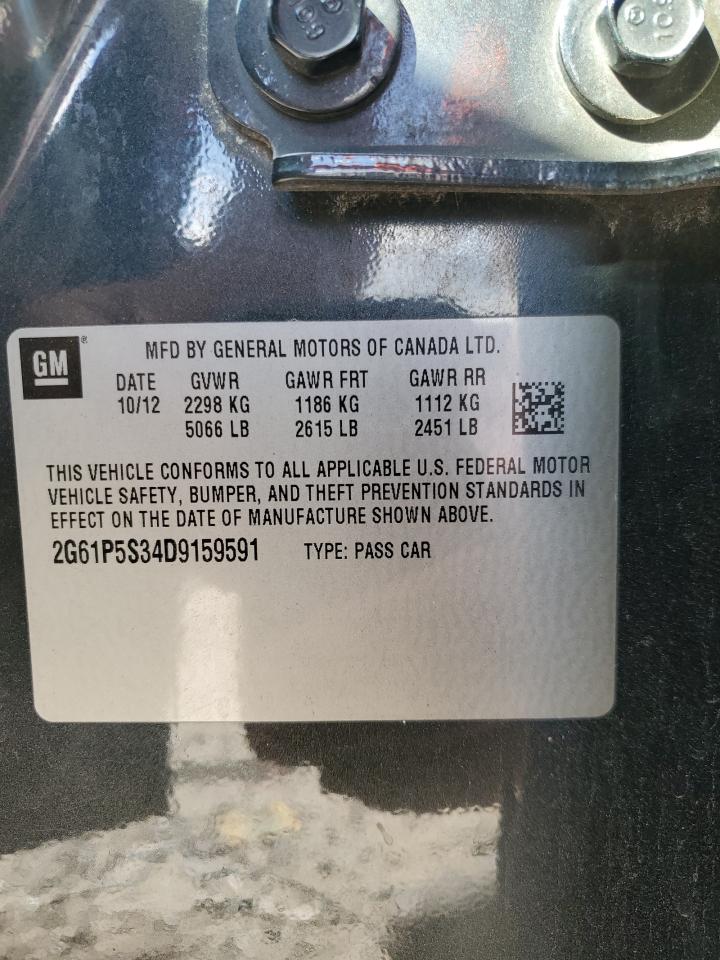 10.9
GM ®
MFD BY GENERAL MOTORS OF CANADA LTD.
DATE GVWR GAWR FRT GAWR RR
10/12 2298 KG 1186 KG 1112 KG
5066 LB 2615 LB 2451 LB
THIS VEHICLE CONFORMS TO ALL APPLICABLE U.S. FEDERAL MOTOR
VEHICLE SAFETY, BUMPER, AND THEFT PREVENTION STANDARDS IN
EFFECT ON THE DATE OF MANUFACTURE SHOWN ABOVE.
2G61P5S34D9159591 TYPE: PASS CAR